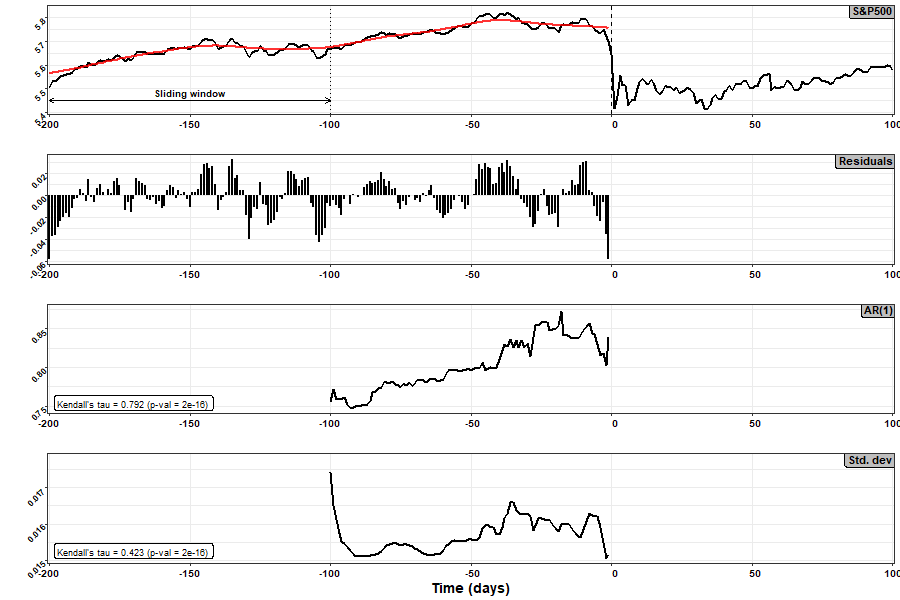 S&P500
5.8
5.7
5.6
5.5
5.4
Sliding window
-200 -150 -100 -50 0 50 100
Residuals
0.02
0.00
-0.02
-0.04
-0.06
-200 -150 -100 -50 0 50 100
AR(1)
0.85
0.80
0.75
Kendall's tau = 0.792 (p-val = 2e-16)
-200 -150 -100 -50 0 50 100
Std. dev
0.017
0.016
0.015
Kendall's tau = 0.423 (p-val = 2e-16)
-200 -150 -100 -50 0 50 100
Time (days)